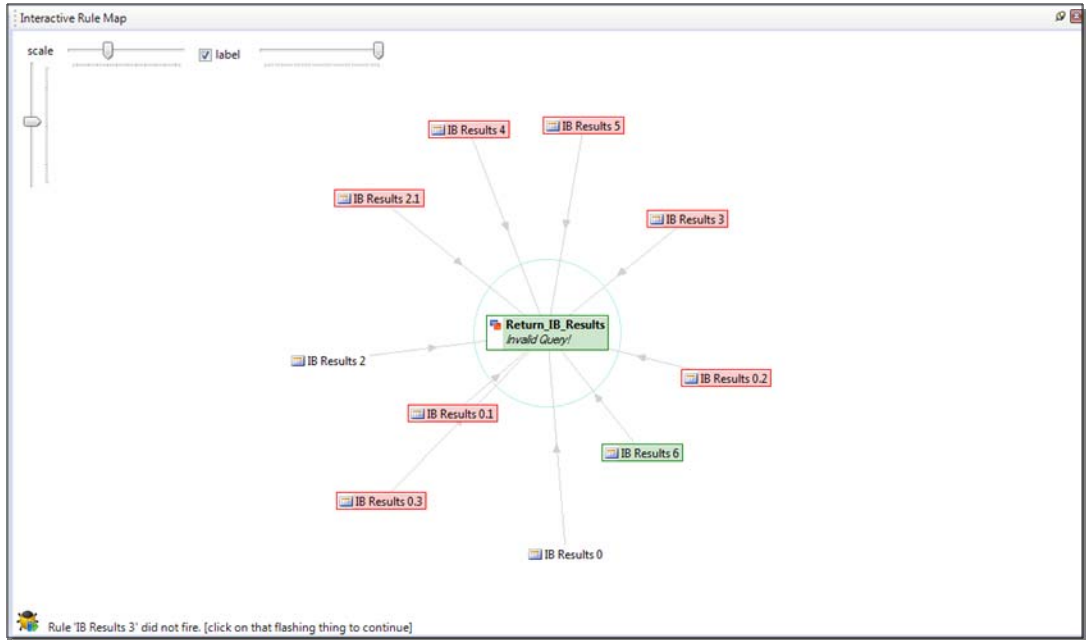 Interactive Rule Map
scale
label
IB Results 4
IB Results 5
IB Results 2.1
IB Results 3
Return_IB_Results
Invalid Query!
IB Results 2
IB Results 0.2
IB Results 0.1
IB Results 6
IB Results 0.3
IB Results 0
Rule 'IB Results 3' did not fire. [click on that flashing thing to continue]